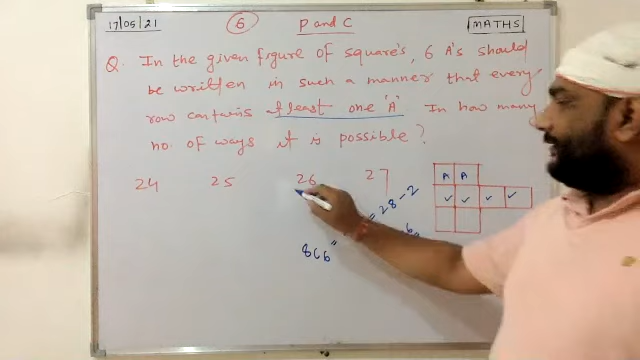 17/05/21
6
P and C
MATHS
Q. In the given figure of square's, 6 A's should
be written in such a manner that every
row contains atleast one 'A' In how many
no. of ways it is possible?
24 25 26 27
A A
= 28 - 2
8C6 =